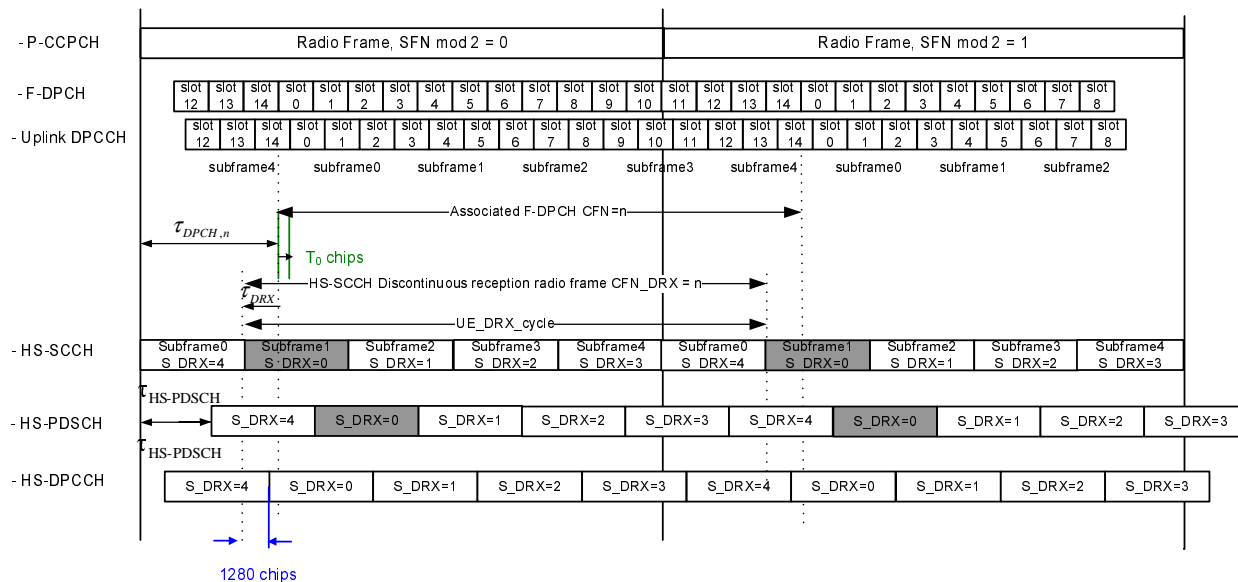 - P-CCPCH
Radio Frame, SFN mod 2 = 0
Radio Frame, SFN mod 2 = 1
- F-DPCH
slot 12 slot 13 slot 14 slot 0 slot 1 slot 2 slot 3 slot 4 slot 5 slot 6 slot 7 slot 8 slot 9 slot 10 slot 11 slot 12 slot 13 slot 14 slot 0 slot 1 slot 2 slot 3 slot 4 slot 5 slot 6 slot 7 slot 8
- Uplink DPCCH
slot 12 slot 13 slot 14 slot 0 slot 1 slot 2 slot 3 slot 4 slot 5 slot 6 slot 7 slot 8 slot 9 slot 10 slot 11 slot 12 slot 13 slot 14 slot 0 slot 1 slot 2 slot 3 slot 4 slot 5 slot 6 slot 7 slot 8
subframe4 subframe0 subframe1 subframe2 subframe3 subframe4 subframe0 subframe1 subframe2
Associated F-DPCH CFN=n
τDPCH,n
T0 chips
HS-SCCH Discontinuous reception radio frame CFN_DRX = n
τDRX
UE_DRX_cycle
- HS-SCCH
Subframe0 Subframe1 Subframe2 Subframe3 Subframe4 Subframe0 Subframe1 Subframe2 Subframe3 Subframe4
S_DRX=4 S_DRX=0 S_DRX=1 S_DRX=2 S_DRX=3 S_DRX=4 S_DRX=0 S_DRX=1 S_DRX=2 S_DRX=3
τHS-PDSCH
- HS-PDSCH
S_DRX=4 S_DRX=0 S_DRX=1 S_DRX=2 S_DRX=3 S_DRX=4 S_DRX=0 S_DRX=1 S_DRX=2 S_DRX=3
τHS-PDSCH
- HS-DPCCH
S_DRX=4 S_DRX=0 S_DRX=1 S_DRX=2 S_DRX=3 S_DRX=4 S_DRX=0 S_DRX=1 S_DRX=2 S_DRX=3
1280 chips